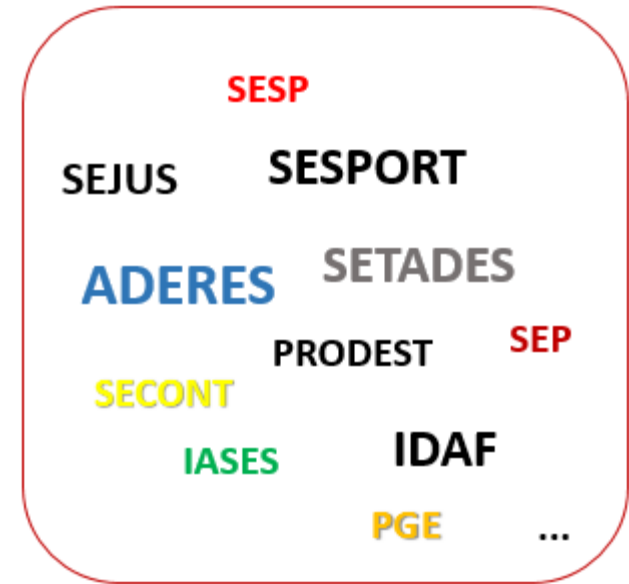 SESP
SEJUS
SESPORT
ADERES
SETADES
PRODEST
SEP
SECONT
IASES
IDAF
PGE
...